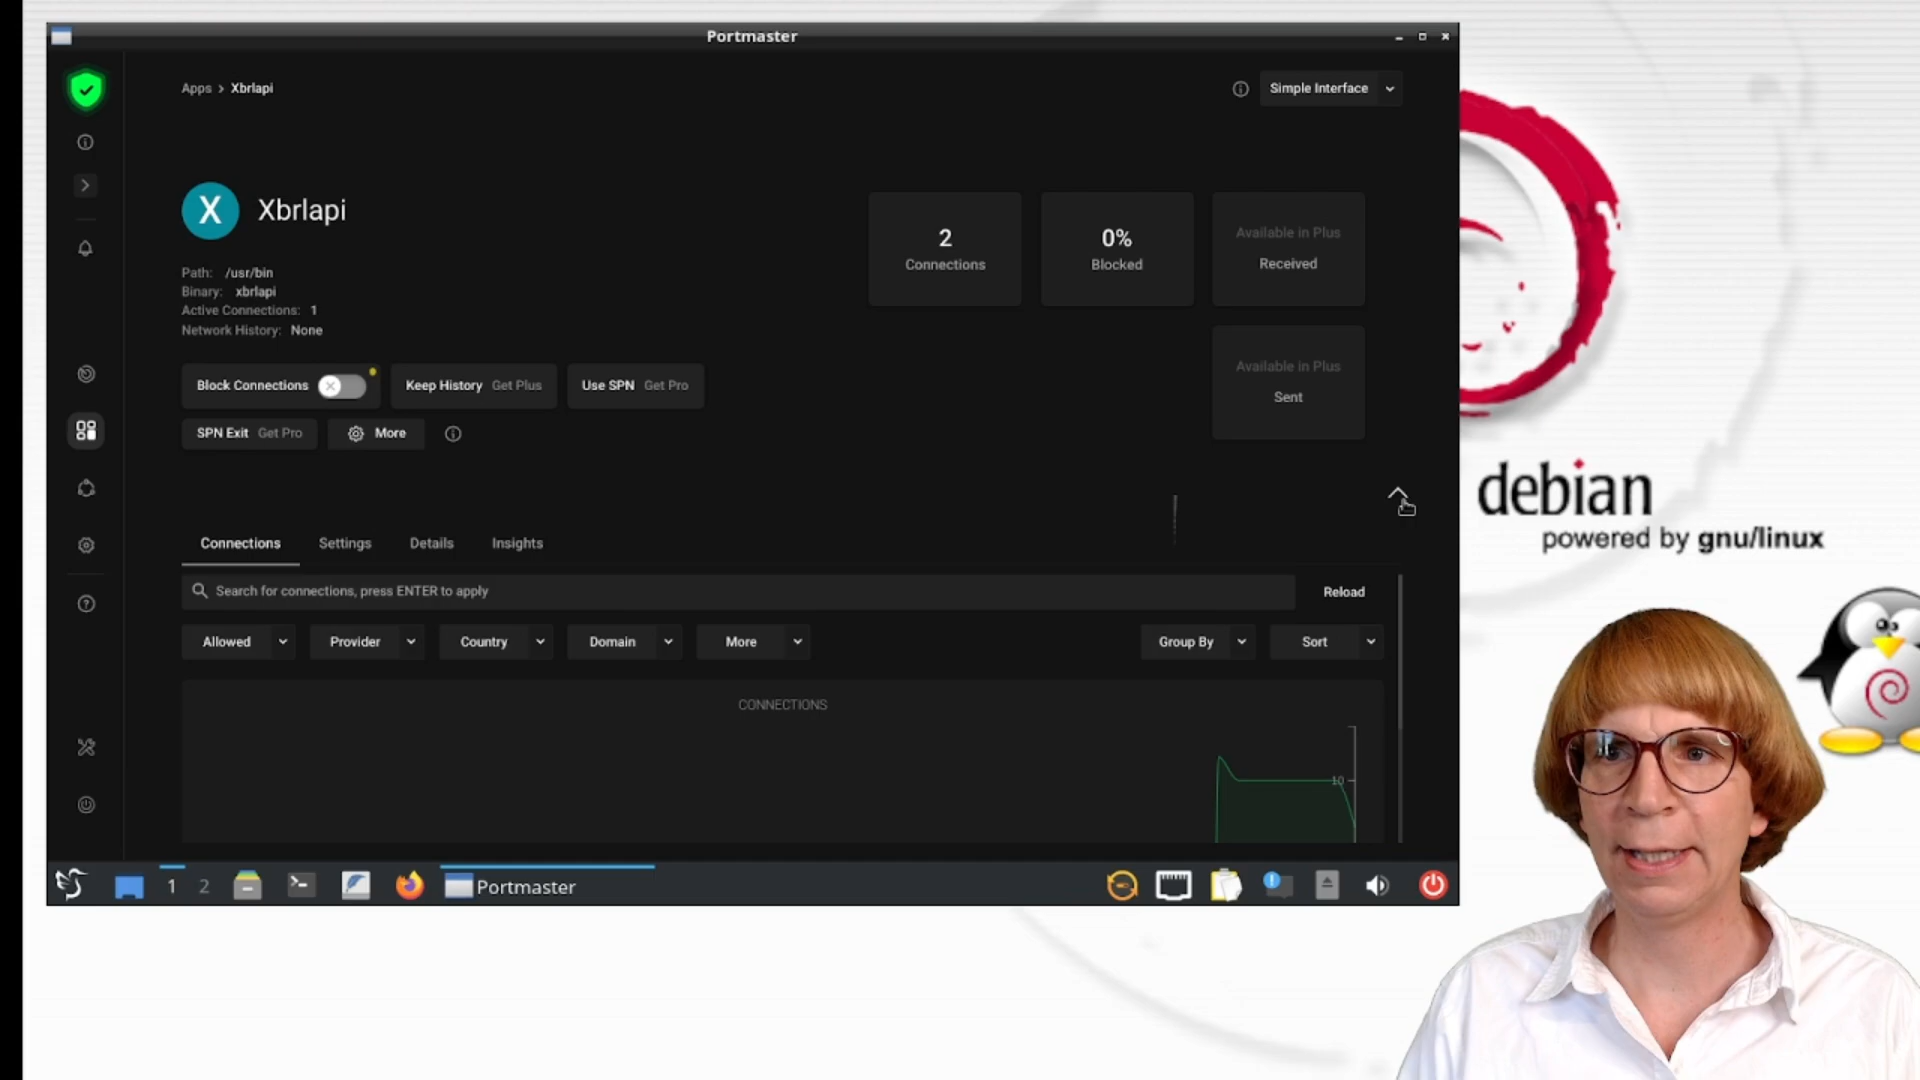 Portmaster
Apps > Xbrlapi
Simple Interface
X
Xbrlapi
Path: /usr/bin
Binary: xbrlapi
Active Connections: 1
Network History: None
2
Connections
0%
Blocked
Available in Plus
Received
Available in Plus
Sent
Block Connections
Keep History Get Plus
Use SPN Get Pro
SPN Exit Get Pro
More
Connections Settings Details Insights
Search for connections, press ENTER to apply
Reload
Allowed Provider Country Domain More Group By Sort
CONNECTIONS
10
1 2 Portmaster
debian
powered by gnu/linux